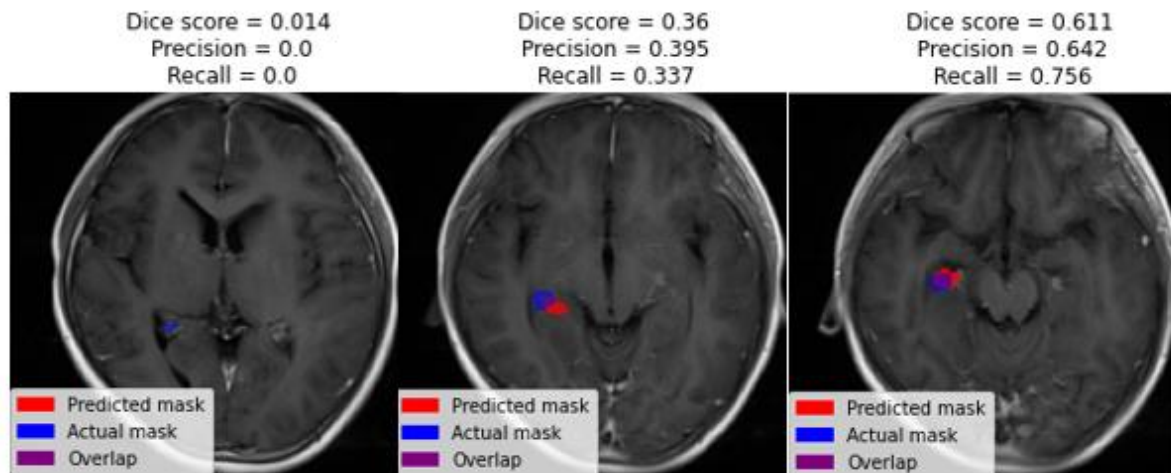 Dice score = 0.014
Precision = 0.0
Recall = 0.0
Dice score = 0.36
Precision = 0.395
Recall = 0.337
Dice score = 0.611
Precision = 0.642
Recall = 0.756
Predicted mask
Actual mask
Overlap
Predicted mask
Actual mask
Overlap
Predicted mask
Actual mask
Overlap